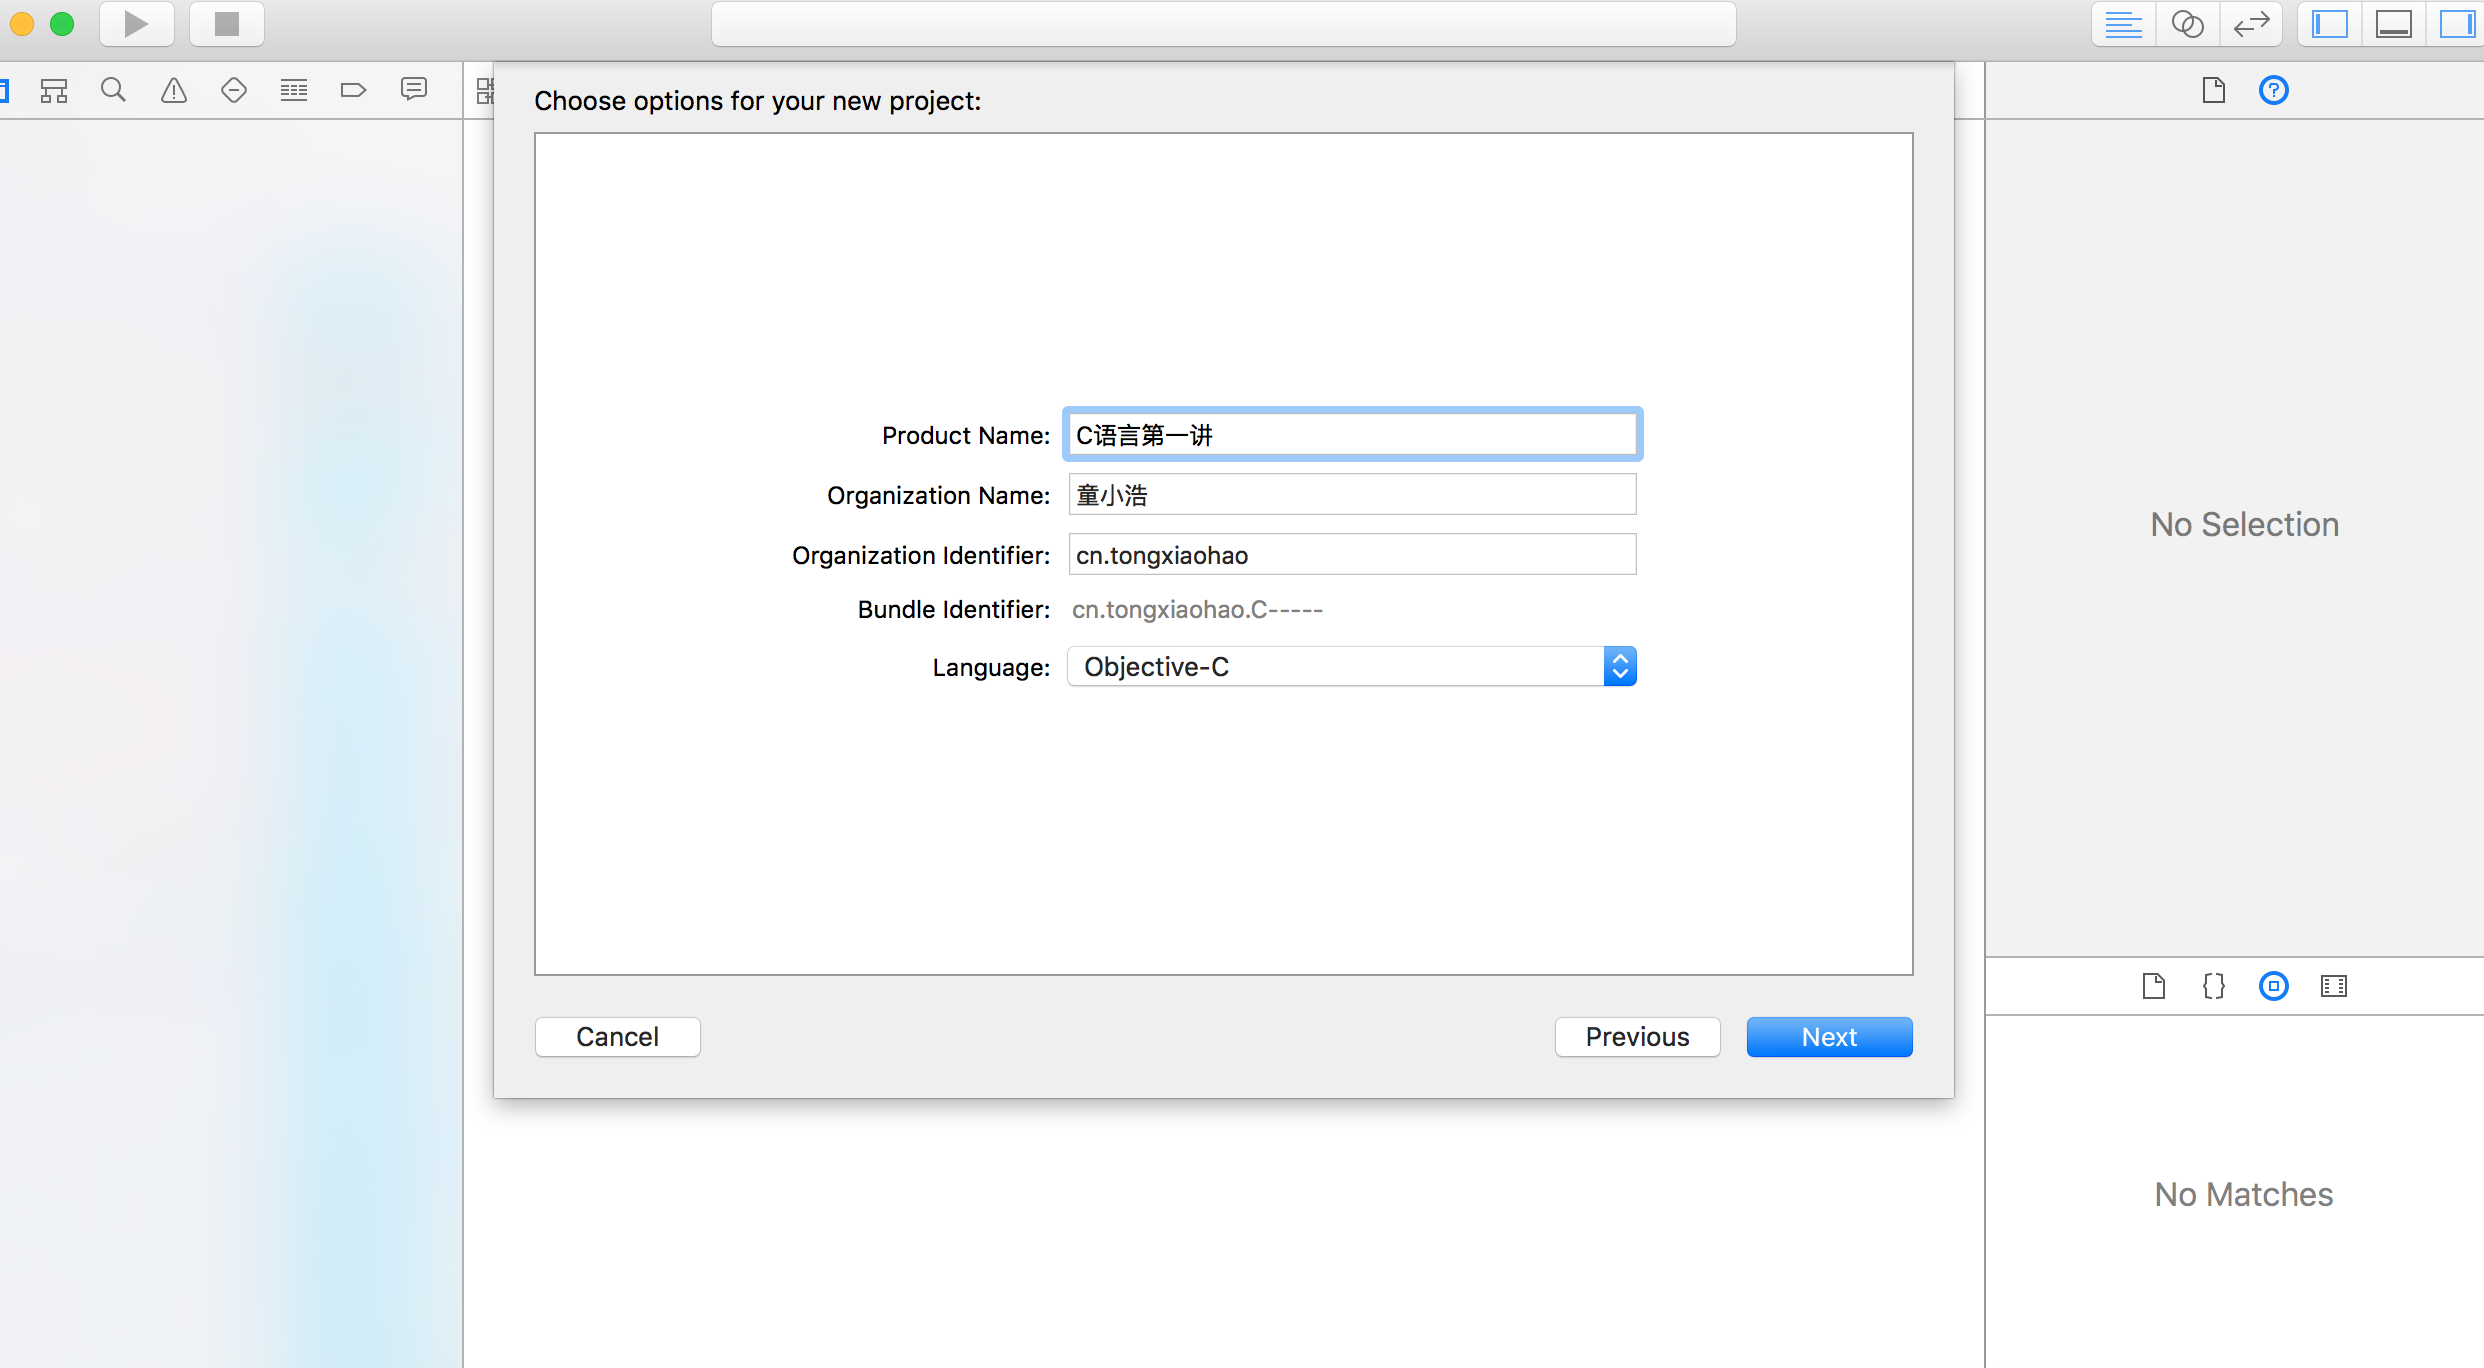 Choose options for your new project:
Product Name: C语言第一讲
Organization Name: 童小浩
Organization Identifier: cn.tongxiaohao
Bundle Identifier: cn.tongxiaohao.C-----
Language: Objective-C
Cancel
Previous
Next
No Selection
No Matches